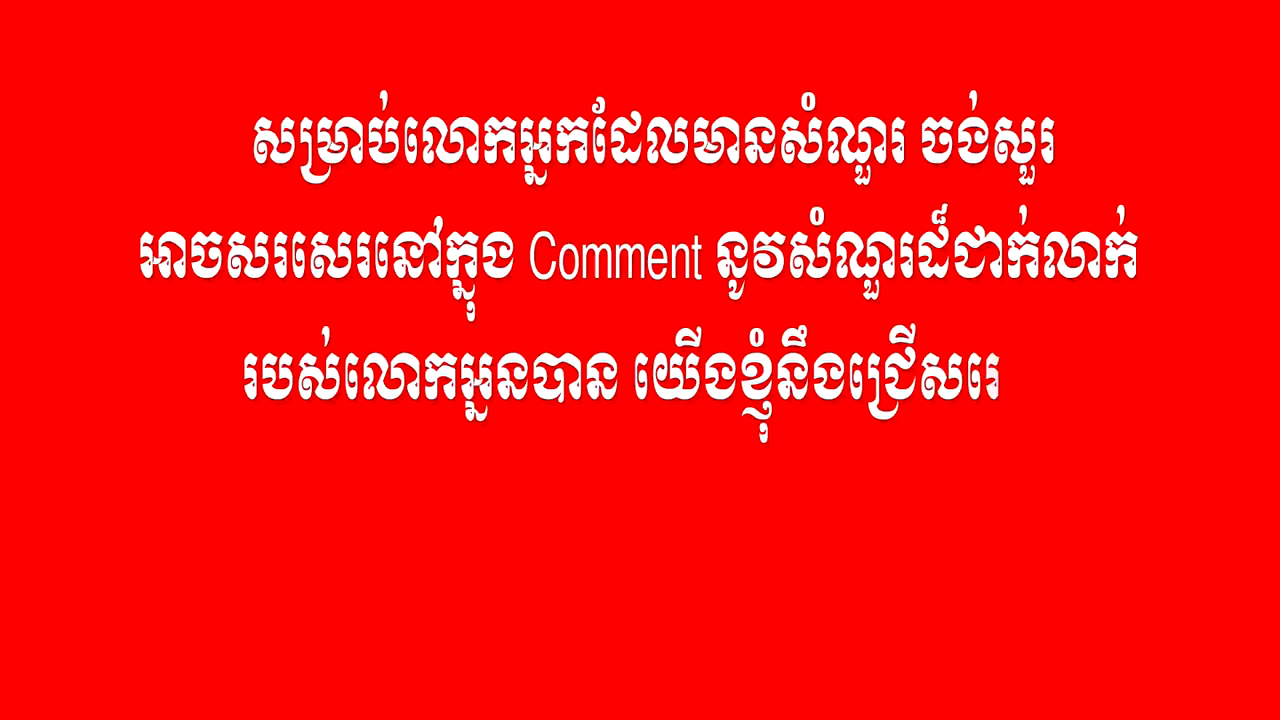 សម្រាប់លោកអ្នកដែលមានសំណួរ ចង់សួរ
អាចសរសេរនៅក្នុង Comment នូវសំណួរដ៏ជាក់លាក់
របស់លោកអ្ននបាន យើងខ្ញុំនឹងជ្រើសរេ